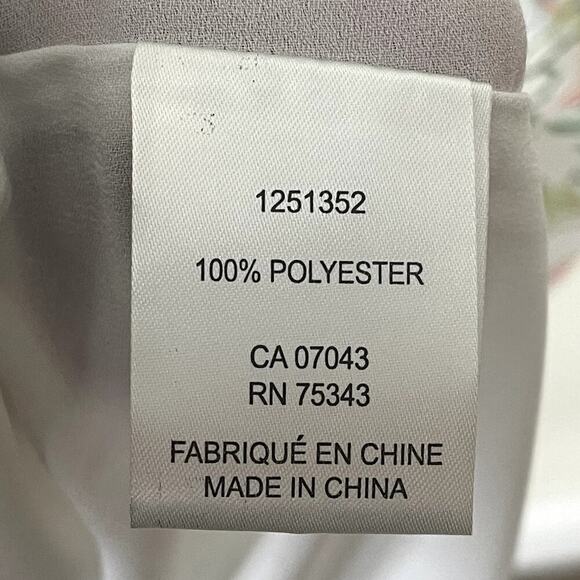 1251352
100% POLYESTER
CA 07043
RN 75343
FABRIQUÉ EN CHINE
MADE IN CHINA